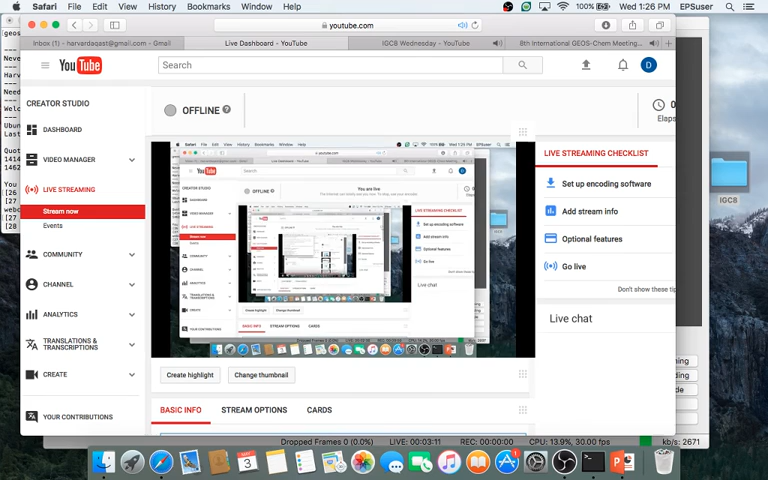 Safari File Edit View History Bookmarks Window Help 100% Wed 1:26 PM EPSuser
youtube.com
Inbox ( - harvardaqast@gmail.com - Gmail
Live Dashboard - YouTube
IGC8 Wednesday - YouTube
8th International GEOS-Chem Meeting...
YouTube
Search
D
CREATOR STUDIO
DASHBOARD
VIDEO MANAGER
LIVE STREAMING
Stream now
Events
COMMUNITY
CHANNEL
ANALYTICS
TRANSLATIONS &
TRANSCRIPTIONS
CREATE
YOUR CONTRIBUTIONS
OFFLINE ?
Elaps
LIVE STREAMING CHECKLIST
Set up encoding software
Add stream info
Optional features
Go live
Don't show these tip
Live chat
Create highlight
Change thumbnail
BASIC INFO STREAM OPTIONS CARDS
IGC8
Dropped Frames 0 (0.0%) LIVE: 00:03:11 REC: 00:00:00 CPU: 13.9%, 30.00 fps kb/s: 2671